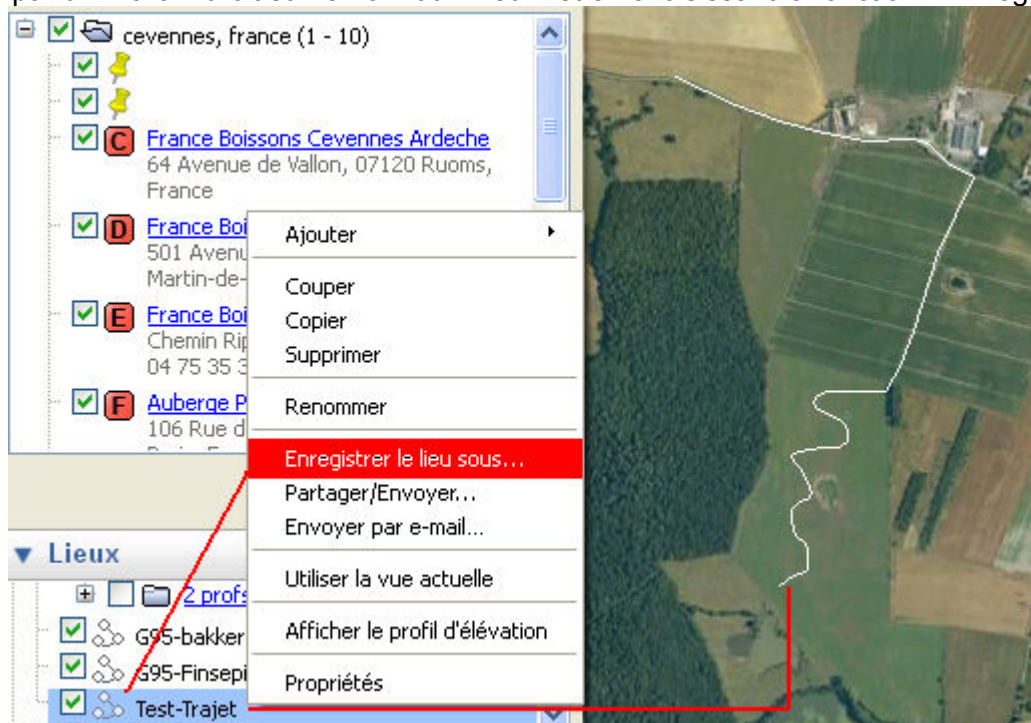 cevennes, france (1 - 10)
C France Boissons Cevennes Ardeche
64 Avenue de Vallon, 07120 Ruoms,
France
D France Boi
501 Avenu
Martin-de-
E France Boi
Chemin Rip
04 75 35 3
F Auberge P
106 Rue d
Ajouter
Couper
Copier
Supprimer
Renommer
Enregistrer le lieu sous...
Partager/Envoyer...
Envoyer par e-mail...
Utiliser la vue actuelle
Afficher le profil d'élévation
Propriétés
Lieux
2 profs
G95-bakker
G95-Finsepi
Test-Trajet